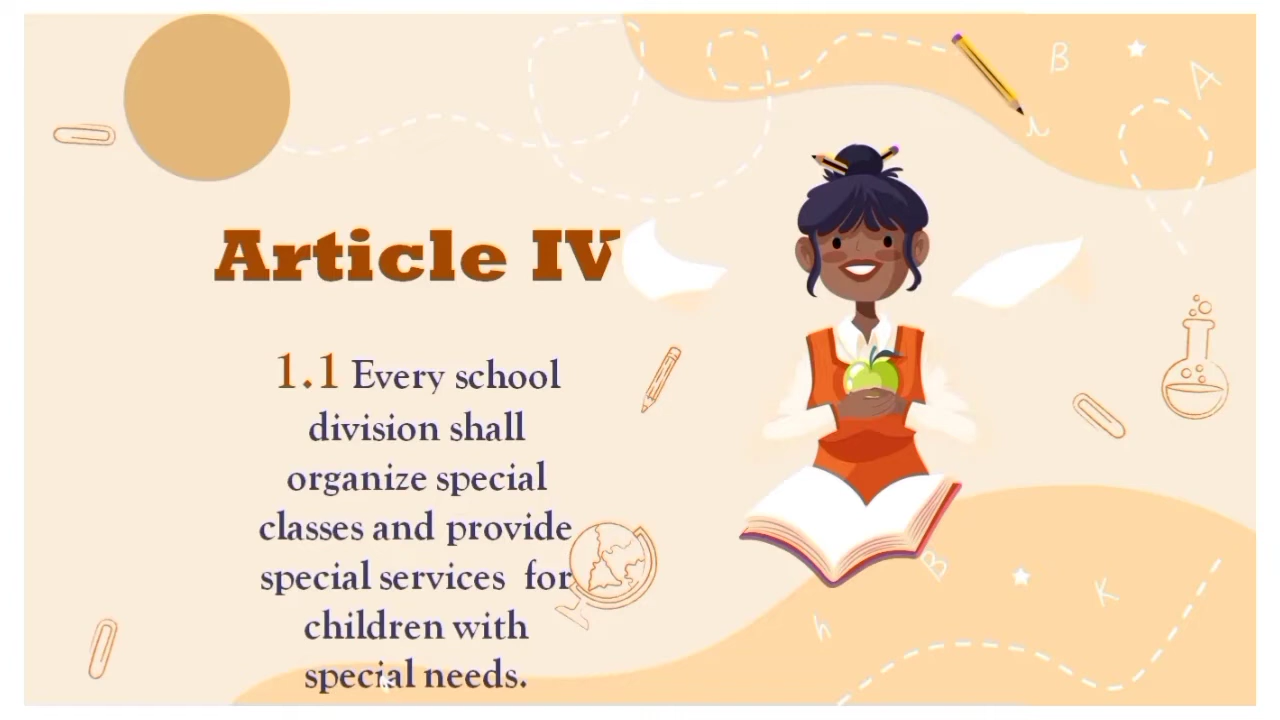 Article IV
1.1 Every school
division shall
organize special
classes and provide
special services for
children with
special needs.
B
A
B
K
h